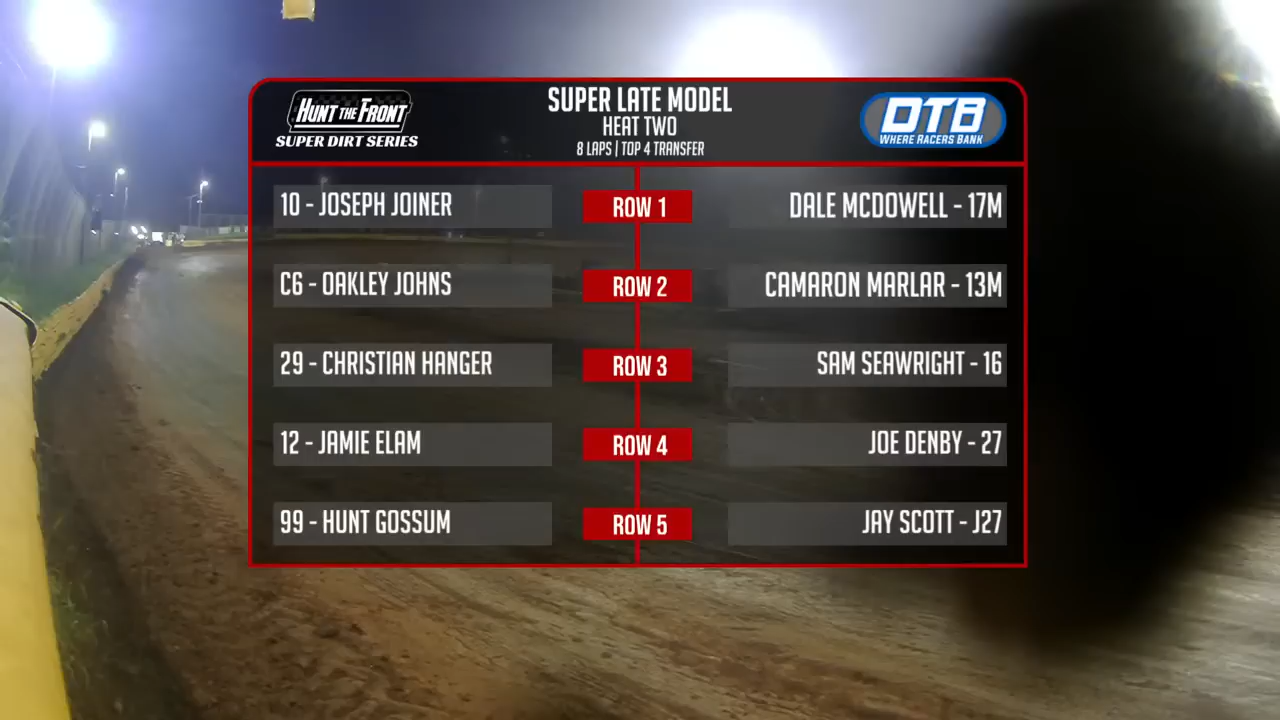 HUNT THE FRONT
SUPER DIRT SERIES
SUPER LATE MODEL
HEAT TWO
8 LAPS | TOP 4 TRANSFER
DTB
WHERE RACERS BANK
10 - JOSEPH JOINER ROW 1 DALE MCDOWELL - 17M
C6 - OAKLEY JOHNS ROW 2 CAMARON MARLAR - 13M
29 - CHRISTIAN HANGER ROW 3 SAM SEAWRIGHT - 16
12 - JAMIE ELAM ROW 4 JOE DENBY - 27
99 - HUNT GOSSUM ROW 5 JAY SCOTT - J27